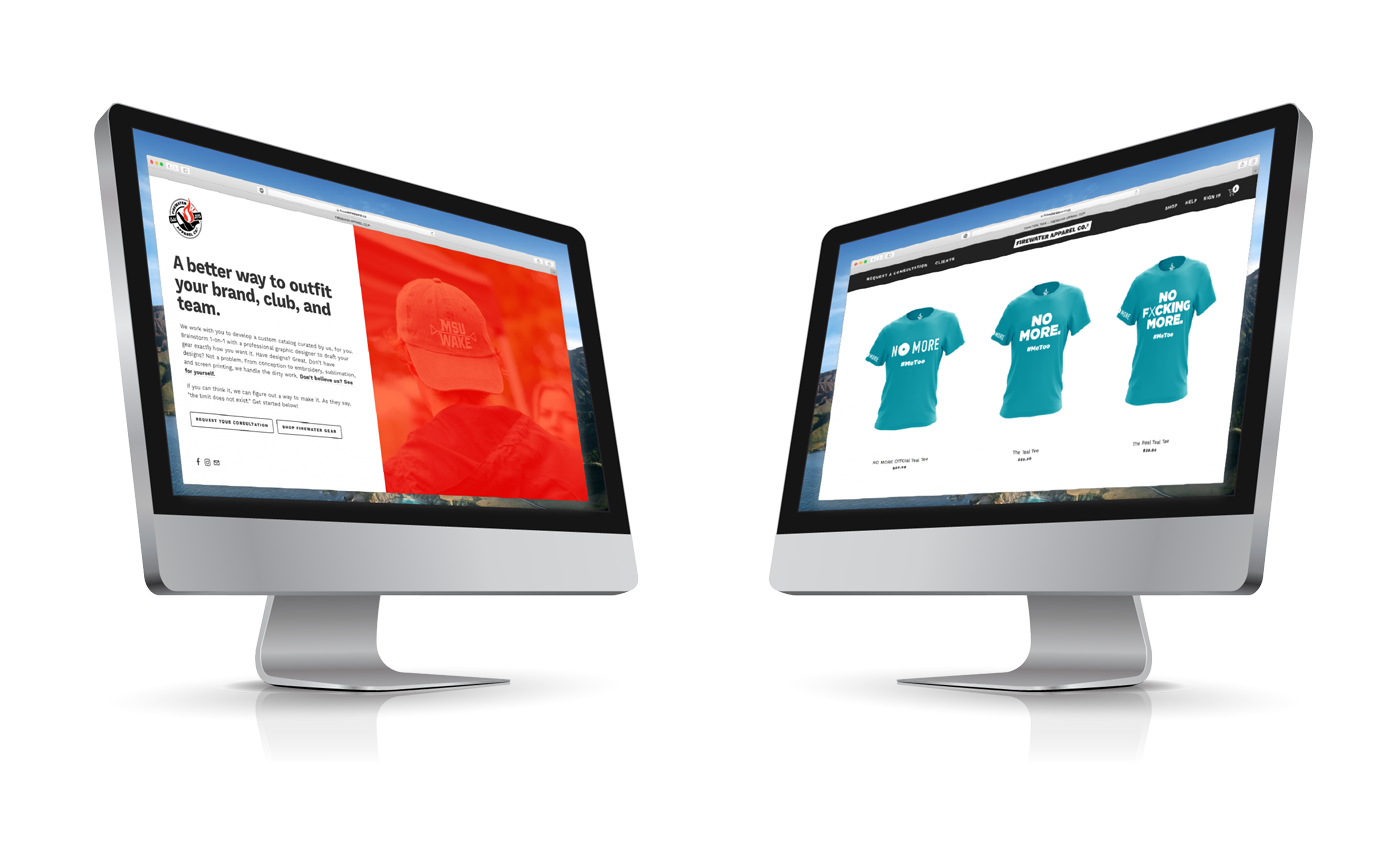 FIREWATER
APPAREL CO.
A better way to outfit
your brand, club, and
team.
We work with you to develop a custom catalog curated by us, for you.
Brainstorm 1-on-1 with a professional graphic designer to draft your
gear exactly how you want it. Have designs? Great. Don't have
designs? Not a problem. From conception to embroidery, sublimation,
and screen printing, we handle the dirty work. Don't believe us? See
for yourself.
If you can think it, we can figure out a way to make it. As they say,
"the limit does not exist." Get started below!
REQUEST YOUR CONSULTATION
SHOP FIREWATER GEAR
MSU
WAKE
REQUEST A CONSULTATION
CLIENTS
FIREWATER APPAREL CO.
SHOP
HELP
SIGN IN
0
NO MORE
#MeToo
NO
MORE.
#MeToo
NO
FXCKING
MORE.
#MeToo
NO MORE Official Teal Tee
The Teal Tee
The Real Teal Tee